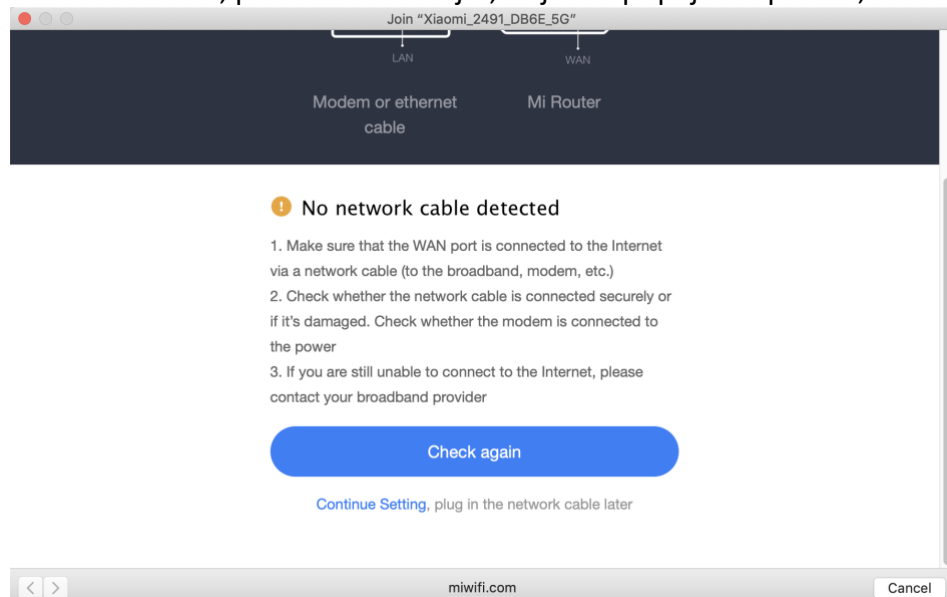 Join “Xiaomi_2491_DB6E_5G”
LAN
WAN
Modem or ethernet
cable
Mi Router
No network cable detected
1. Make sure that the WAN port is connected to the Internet
via a network cable (to the broadband, modem, etc.)
2. Check whether the network cable is connected securely or
if it's damaged. Check whether the modem is connected to
the power
3. If you are still unable to connect to the Internet, please
contact your broadband provider
Check again
Continue Setting, plug in the network cable later
miwifi.com
Cancel